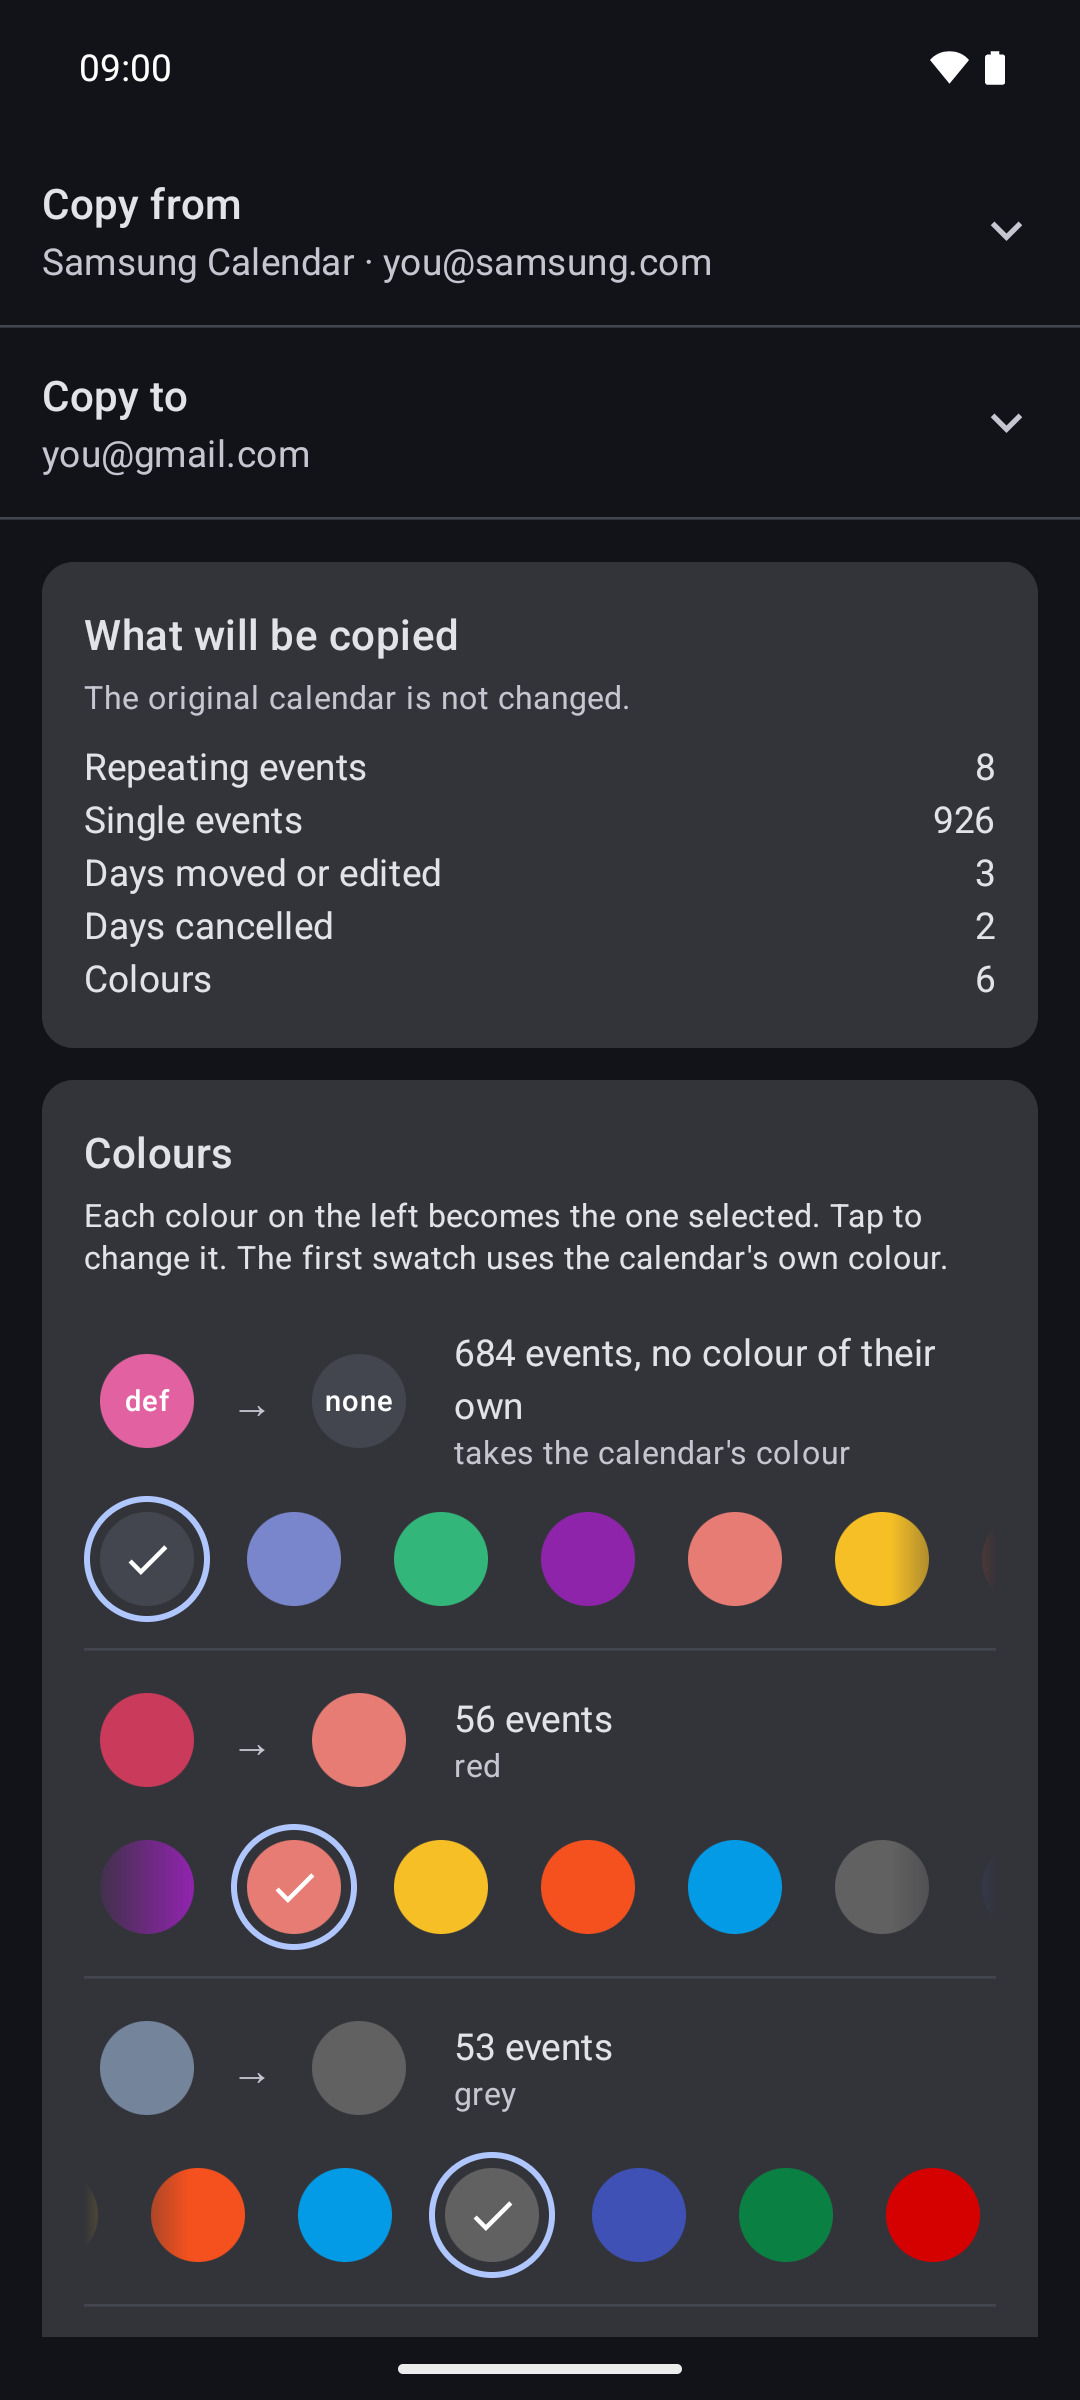 09:00
Copy from
Samsung Calendar · you@samsung.com
Copy to
you@gmail.com
What will be copied
The original calendar is not changed.
Repeating events 8
Single events 926
Days moved or edited 3
Days cancelled 2
Colours 6
Colours
Each colour on the left becomes the one selected. Tap to
change it. The first swatch uses the calendar's own colour.
def → none
684 events, no colour of their
own
takes the calendar's colour
→ 56 events
red
→ 53 events
grey